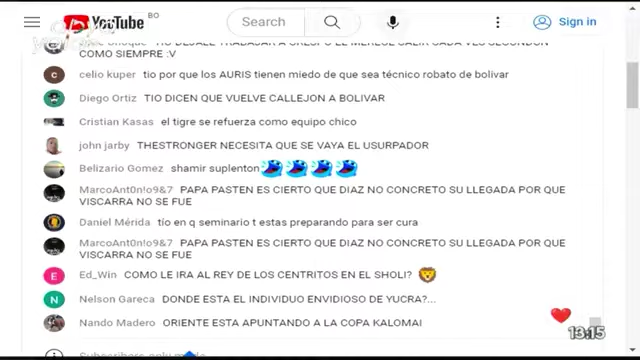 YouTube BO Search Sign in
TIO DEJALE TRABAJAR A CRESPO EL MERECE SALIR CADA VES SEGUNDON
COMO SIEMPRE :V
celio kuper tio por que los AURIS tienen miedo de que sea técnico robato de bolivar
Diego Ortiz TIO DICEN QUE VUELVE CALLEJON A BOLIVAR
Cristian Kasas el tigre se refuerza como equipo chico
john jarby THESTRONGER NECESITA QUE SE VAYA EL USURPADOR
Belizario Gomez shamir suplenton
MarcoAnt0n!o9&7 PAPA PASTEN ES CIERTO QUE DIAZ NO CONCRETO SU LLEGADA POR QUE
VISCARRA NO SE FUE
Daniel Mérida tío en q seminario t estas preparando para ser cura
MarcoAnt0n!o9&7 PAPA PASTEN ES CIERTO QUE DIAZ NO CONCRETO SU LLEGADA POR QUE
VISCARRA NO SE FUE
E Ed_Win COMO LE IRA AL REY DE LOS CENTRITOS EN EL SHOLI? 🦁
N Nelson Gareca DONDE ESTA EL INDIVIDUO ENVIDIOSO DE YUCRA?...
Nando Madero ORIENTE ESTA APUNTANDO A LA COPA KALOMAI
13:15
Subscribers-only mode